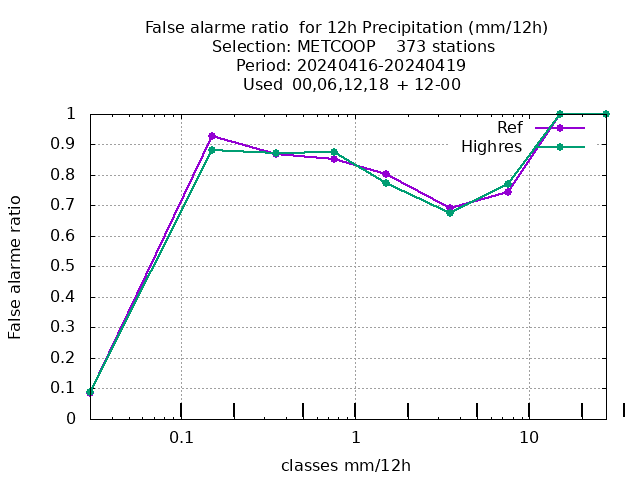 False alarme ratio  for 12h Precipitation (mm/12h)
Selection: METCOOP    373 stations
Period: 20240416-20240419
Used  00,06,12,18 + 12-00
Ref
Highres
False alarme ratio
1
0.9
0.8
0.7
0.6
0.5
0.4
0.3
0.2
0.1
0
0.1 1 10
classes mm/12h